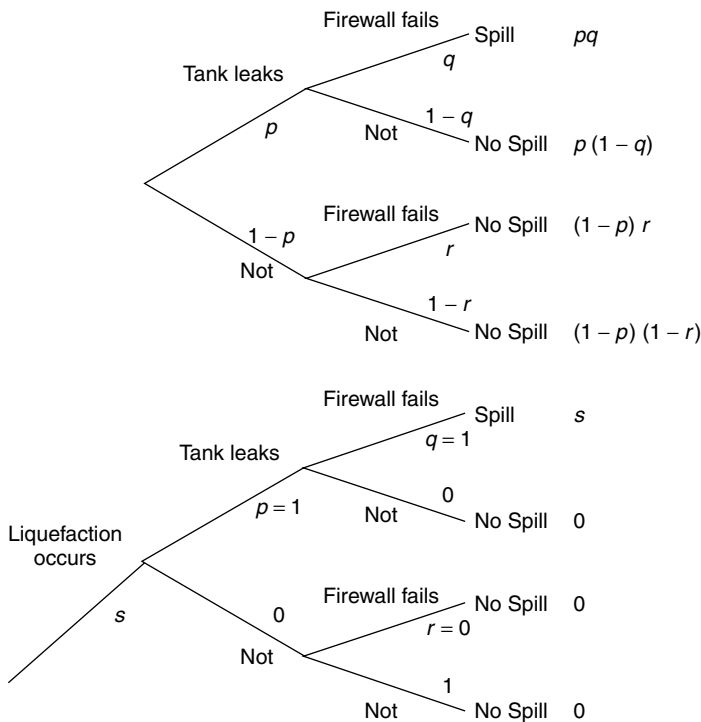 Firewall fails
Spill pq
q
Tank leaks
1 – q
p
Not
No Spill p (1 – q)
Firewall fails
No Spill (1 – p) r
1 – p
r
Not
1 – r
Not
No Spill (1 – p) (1 – r)
Firewall fails
Spill s
q = 1
Tank leaks
0
p = 1
Not
No Spill 0
Liquefaction
occurs
Firewall fails
No Spill 0
s
0
r = 0
Not
1
Not
No Spill 0